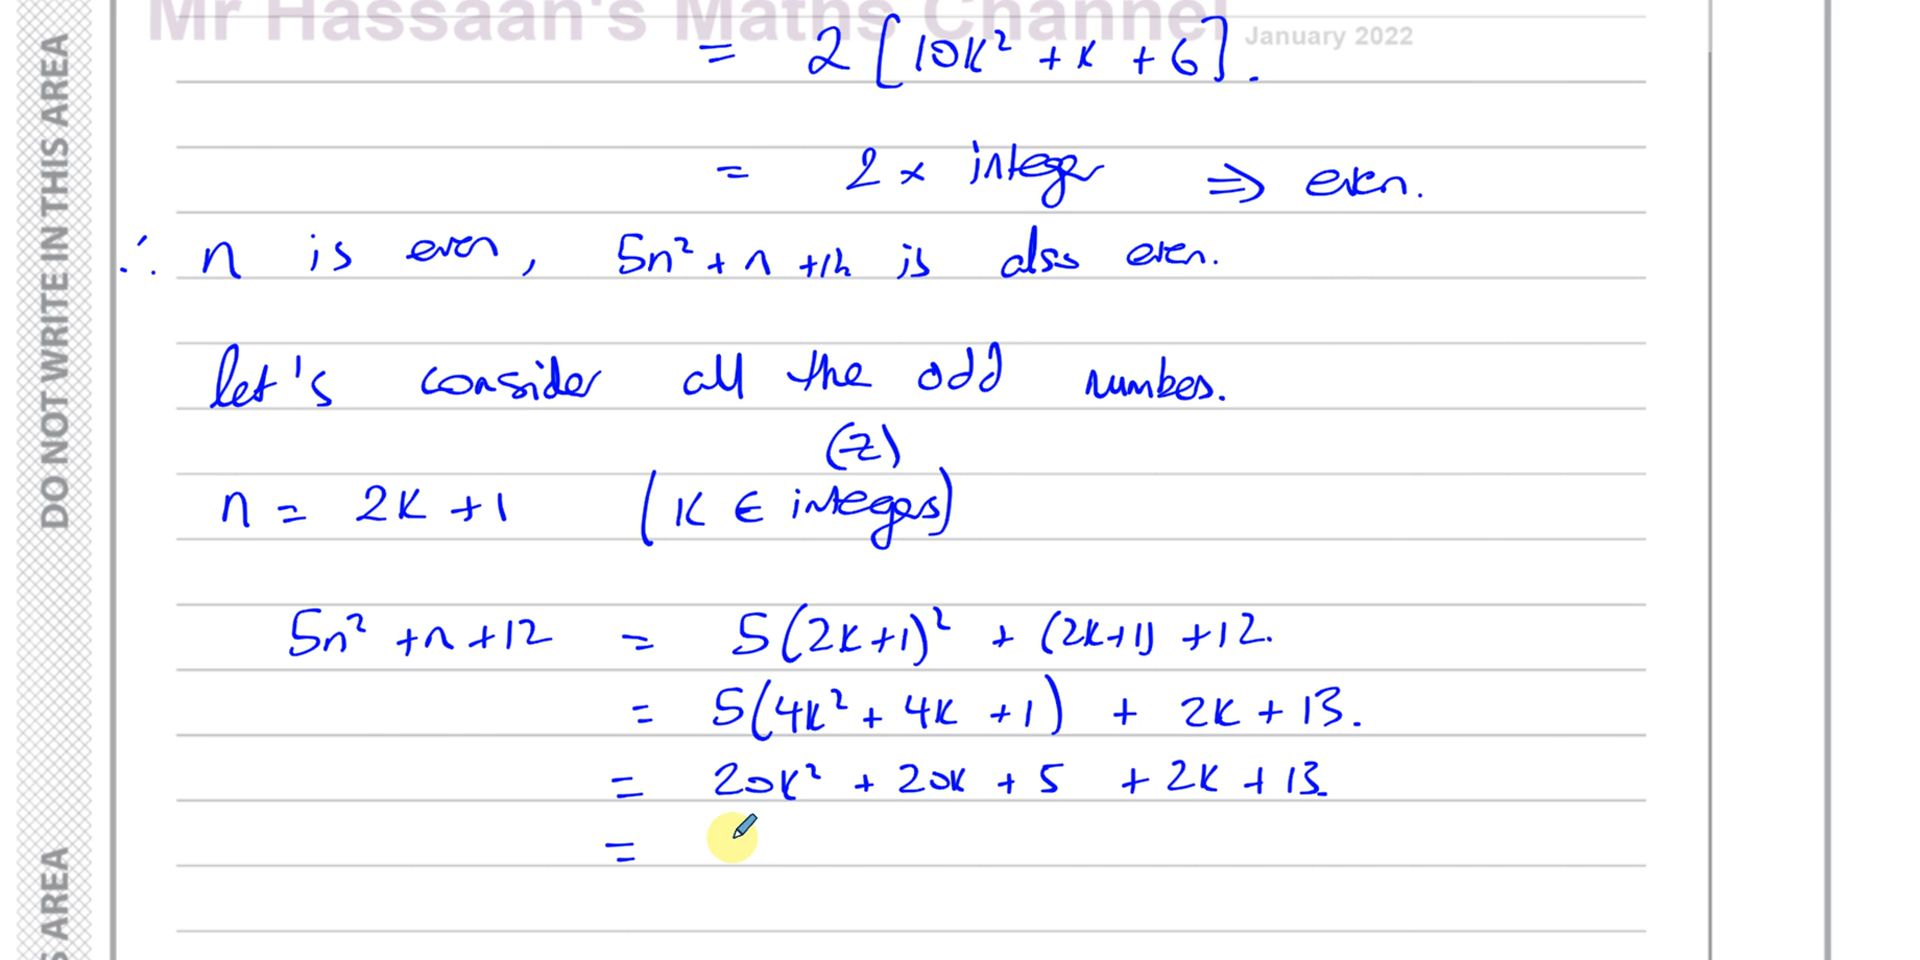 Mr Hassaan's Maths Channel
January 2022
= 2 [10k² + k + 6].
= 2 × integer ⇒ even.
∴ n is even, 5n² + n + 12 is also even.
let's consider all the odd numbes.
(Z)
n = 2k + 1 (k ∈ integers)
5n² + n + 12 = 5(2k+1)² + (2k+1) + 12.
= 5(4k² + 4k + 1) + 2k + 13.
= 20k² + 20k + 5 + 2k + 13.
=
DO NOT WRITE IN THIS AREA
S AREA